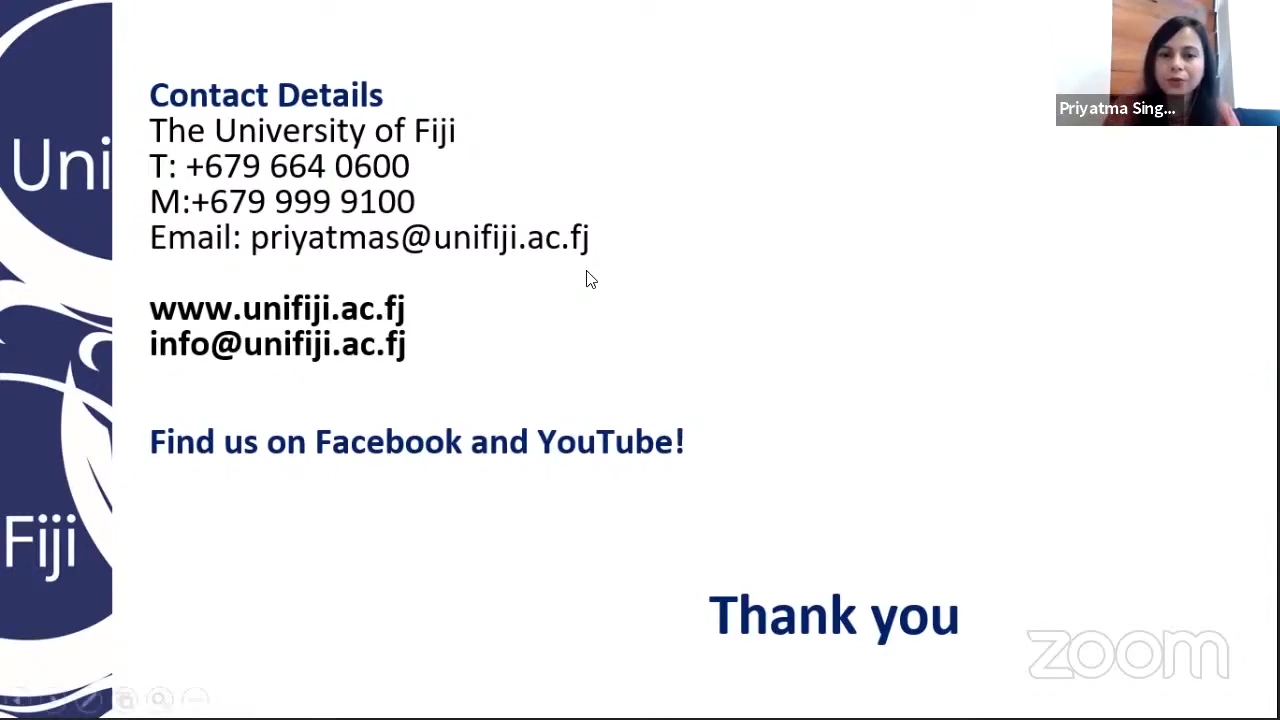 Uni
Fiji
Contact Details
The University of Fiji
T: +679 664 0600
M:+679 999 9100
Email: priyatmas@unifiji.ac.fj
www.unifiji.ac.fj
info@unifiji.ac.fj
Find us on Facebook and YouTube!
Thank you
Priyatma Sing...
zoom